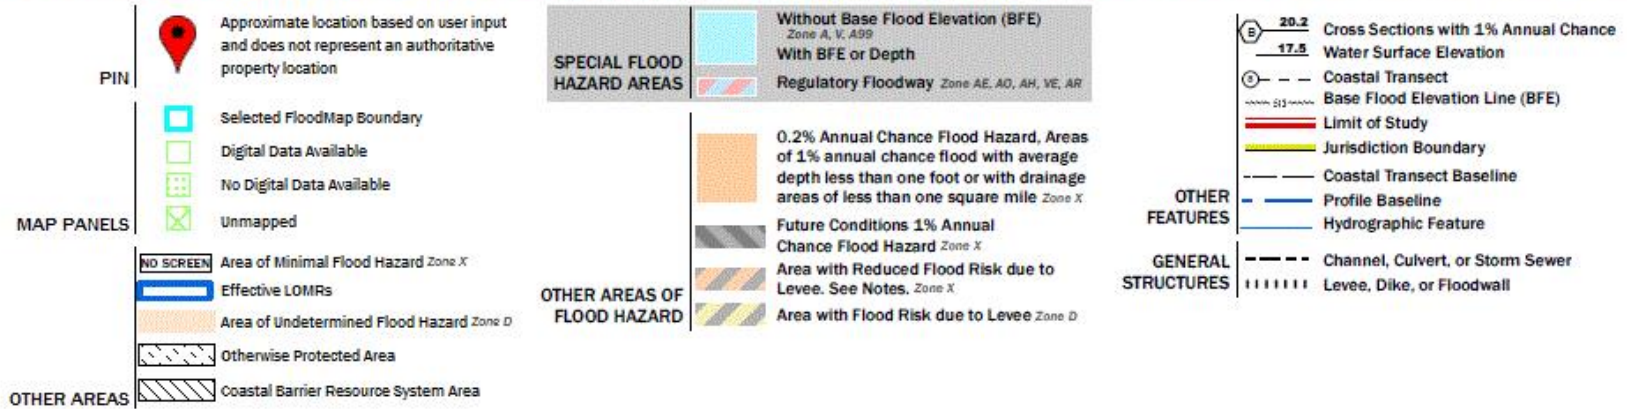 PIN
Approximate location based on user input
and does not represent an authoritative
property location
MAP PANELS
Selected FloodMap Boundary
Digital Data Available
No Digital Data Available
Unmapped
OTHER AREAS
NO SCREEN Area of Minimal Flood Hazard Zone X
Effective LOMRs
Area of Undetermined Flood Hazard Zone D
Otherwise Protected Area
Coastal Barrier Resource System Area
SPECIAL FLOOD
HAZARD AREAS
Without Base Flood Elevation (BFE)
Zone A, V, A99
With BFE or Depth
Regulatory Floodway Zone AE, AO, AH, VE, AR
OTHER AREAS OF
FLOOD HAZARD
0.2% Annual Chance Flood Hazard, Areas
of 1% annual chance flood with average
depth less than one foot or with drainage
areas of less than one square mile Zone X
Future Conditions 1% Annual
Chance Flood Hazard Zone X
Area with Reduced Flood Risk due to
Levee. See Notes. Zone X
Area with Flood Risk due to Levee Zone D
OTHER
FEATURES
B 20.2 Cross Sections with 1% Annual Chance
17.5 Water Surface Elevation
8 Coastal Transect
513 Base Flood Elevation Line (BFE)
Limit of Study
Jurisdiction Boundary
Coastal Transect Baseline
Profile Baseline
Hydrographic Feature
GENERAL
STRUCTURES
Channel, Culvert, or Storm Sewer
Levee, Dike, or Floodwall